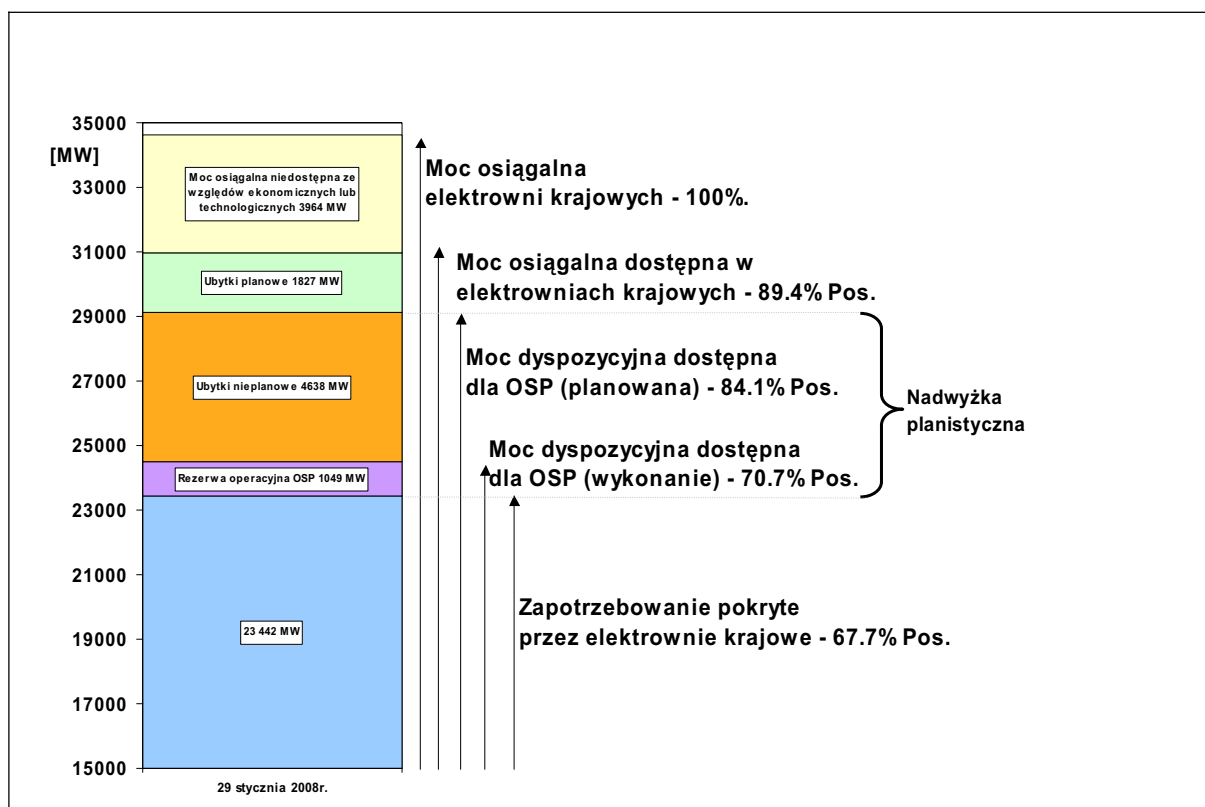 35000
[MW]
33000
31000
29000
27000
25000
23000
21000
19000
17000
15000
Moc osiągalna niedostępna ze
względów ekonomicznych lub
technologicznych 3964 MW
Ubytki planowe 1827 MW
Ubytki nieplanowe 4638 MW
Rezerwa operacyjna OSP 1049 MW
23 442 MW
29 stycznia 2008r.
Moc osiągalna
elektrowni krajowych - 100%.
Moc osiągalna dostępna w
elektrowniach krajowych - 89.4% Pos.
Moc dyspozycyjna dostępna
dla OSP (planowana) - 84.1% Pos.
Moc dyspozycyjna dostępna
dla OSP (wykonanie) - 70.7% Pos.
Zapotrzebowanie pokryte
przez elektrownie krajowe - 67.7% Pos.
Nadwyżka
planistyczna